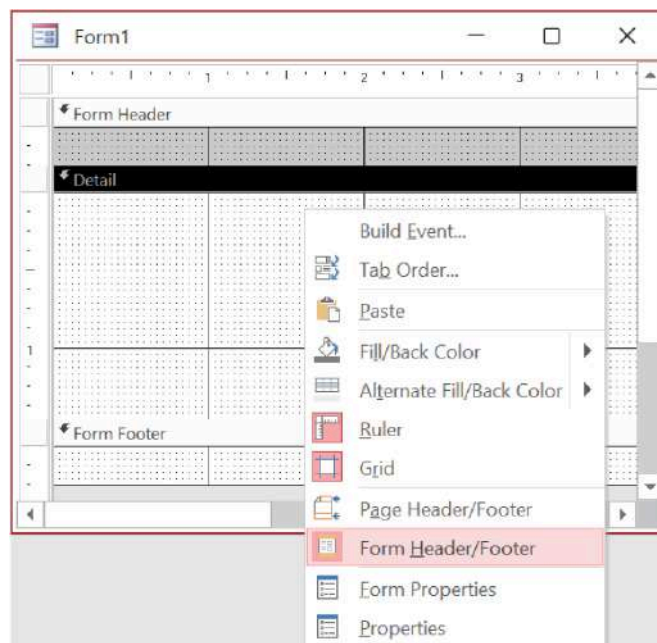 Form1
1 2 3
Form Header
Detail
Build Event...
Tab Order...
Paste
Fill/Back Color
1
Alternate Fill/Back Color
Form Footer
Ruler
Grid
Page Header/Footer
Form Header/Footer
Form Properties
Properties